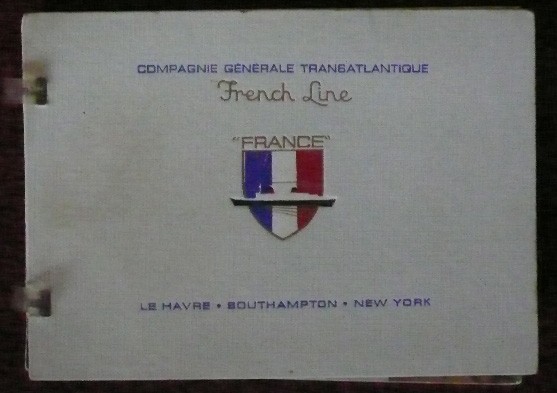 COMPAGNIE GÉNÉRALE TRANSATLANTIQUE
French Line
"FRANCE"
LE HAVRE • SOUTHAMPTON • NEW YORK